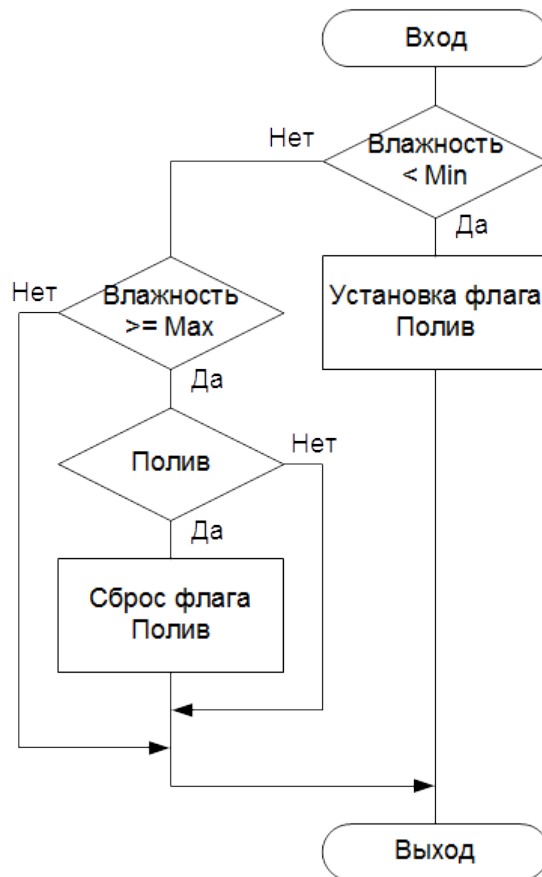 Вход
Нет
Влажность
< Min
Да
Установка флага
Полив
Нет
Влажность
>= Max
Да
Полив
Нет
Да
Сброс флага
Полив
Выход